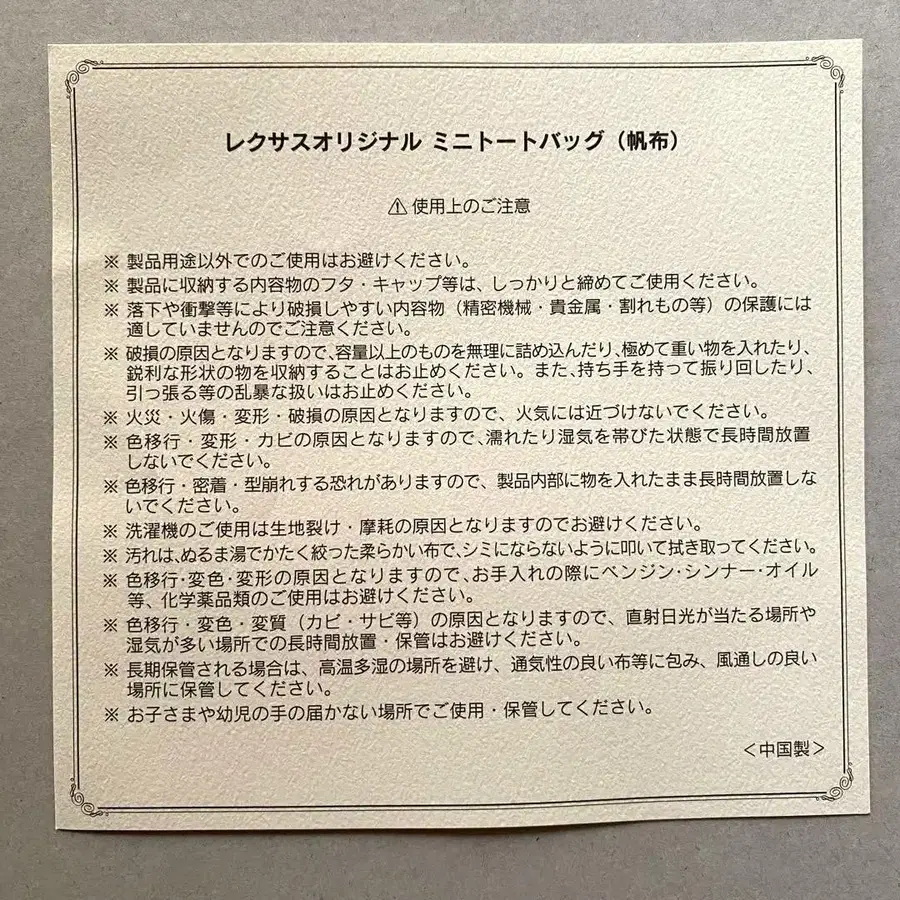 レクサスオリジナル ミニトートバッグ（帆布）
⚠ 使用上のご注意
※ 製品用途以外でのご使用はお避けください。
※ 製品に収納する内容物のフタ・キャップ等は、しっかりと締めてご使用ください。
※ 落下や衝撃等により破損しやすい内容物（精密機械・貴金属・割れもの等）の保護には
適していませんのでご注意ください。
※ 破損の原因となりますので、容量以上のものを無理に詰め込んだり、極めて重い物を入れたり、
鋭利な形状の物を収納することはお止めください。また、持ち手を持って振り回したり、
引っ張る等の乱暴な扱いはお止めください。
※ 火災・火傷・変形・破損の原因となりますので、火気には近づけないでください。
※ 色移行・変形・カビの原因となりますので、濡れたり湿気を帯びた状態で長時間放置
しないでください。
※ 色移行・密着・型崩れする恐れがありますので、製品内部に物を入れたまま長時間放置しな
いでください。
※ 洗濯機のご使用は生地裂け・摩耗の原因となりますのでお避けください。
※ 汚れは、ぬるま湯でかたく絞った柔らかい布で、シミにならないように叩いて拭き取ってください。
※ 色移行・変色・変形の原因となりますので、お手入れの際にベンジン・シンナー・オイル
等、化学薬品類のご使用はお避けください。
※ 色移行・変色・変質（カビ・サビ等）の原因となりますので、直射日光が当たる場所や
湿気が多い場所での長時間放置・保管はお避けください。
※ 長期保管される場合は、高温多湿の場所を避け、通気性の良い布等に包み、風通しの良い
場所に保管してください。
※ お子さまや幼児の手の届かない場所でご使用・保管してください。
＜中国製＞